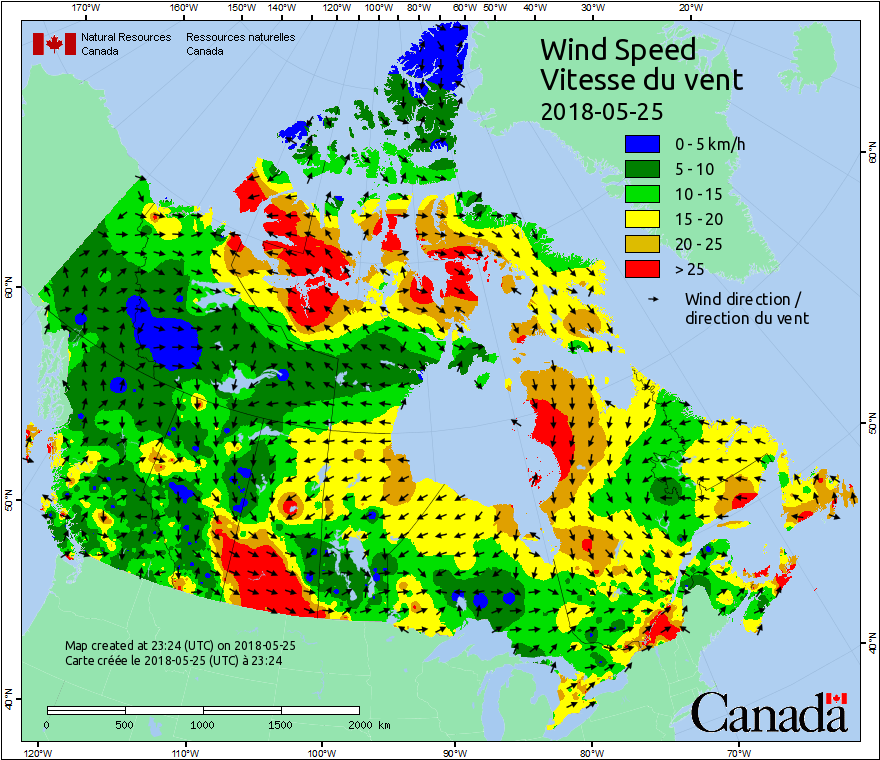 170°W 160°W 150°W 140°W 120°W 100°W 80°W 60°W 50°W 40°W 30°W 20°W
Natural Resources Ressources naturelles
Canada Canada
Wind Speed
Vitesse du vent
2018-05-25
0 - 5 km/h
5 - 10
10 - 15
15 - 20
20 - 25
> 25
Wind direction /
direction du vent
60°N
60°N
50°N
50°N
40°N
40°N
Map created at 23:24 (UTC) on 2018-05-25
Carte créée le 2018-05-25 (UTC) à 23:24
0 500 1000 1500 2000 km
Canada
120°W 110°W 100°W 90°W 80°W 70°W